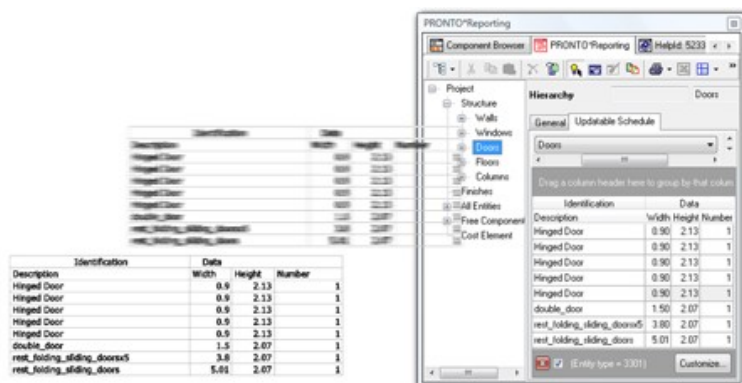 PRONTO*Reporting
Component Browser PRONTO*Reporting HelpId: 5233
Project
Structure
Walls
Windows
Doors
Floors
Columns
Finishes
All Entities
Free Component
Cost Element
Hierarchy Doors
General Updatable Schedule
Doors
Drag a column header here to group by that colum
Identification Data
Description Width Height Number
Hinged Door 0.90 2.13 1
Hinged Door 0.90 2.13 1
Hinged Door 0.90 2.13 1
Hinged Door 0.90 2.13 1
Hinged Door 0.90 2.13 1
double_door 1.50 2.07 1
rest_folding_sliding_doorsx5 3.80 2.07 1
rest_folding_sliding_doors 5.01 2.07 1
(Entity type = 3301) Customize...
Identification Data
Description Width Height Number
Hinged Door 0.9 2.13 1
Hinged Door 0.9 2.13 1
Hinged Door 0.9 2.13 1
Hinged Door 0.9 2.13 1
Hinged Door 0.9 2.13 1
double_door 1.5 2.07 1
rest_folding_sliding_doorsx5 3.8 2.07 1
rest_folding_sliding_doors 5.01 2.07 1